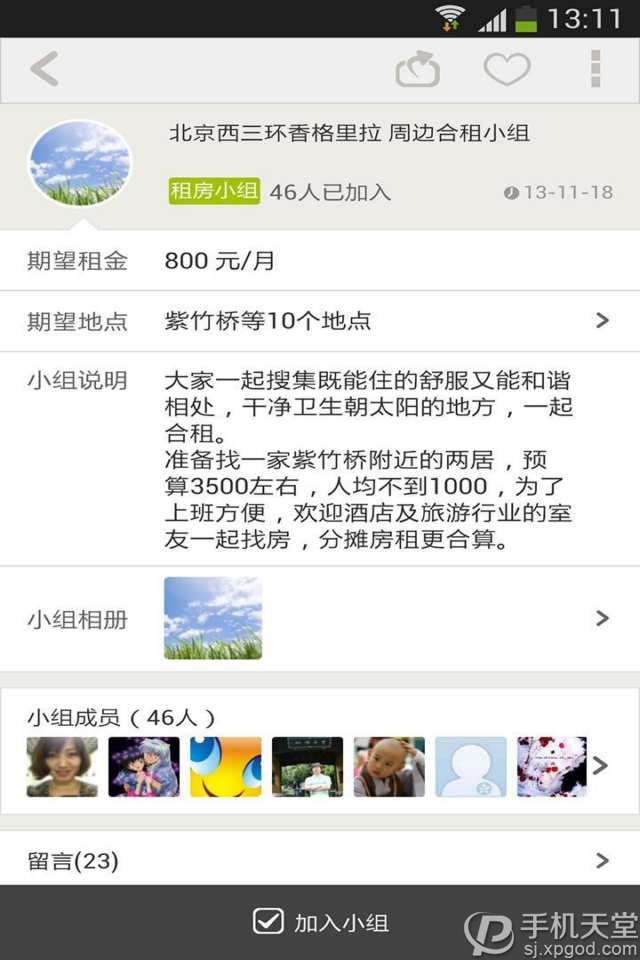 13:11
北京西三环香格里拉 周边合租小组
租房小组 46人已加入 13-11-18
期望租金 800 元/月
期望地点 紫竹桥等10个地点
小组说明 大家一起搜集既能住的舒服又能和谐
相处，干净卫生朝太阳的地方，一起
合租。
准备找一家紫竹桥附近的两居，预
算3500左右，人均不到1000，为了
上班方便，欢迎酒店及旅游行业的室
友一起找房，分摊房租更合算。
小组相册
小组成员（46人）
留言(23)
加入小组
手机天堂
sj.xpgod.com